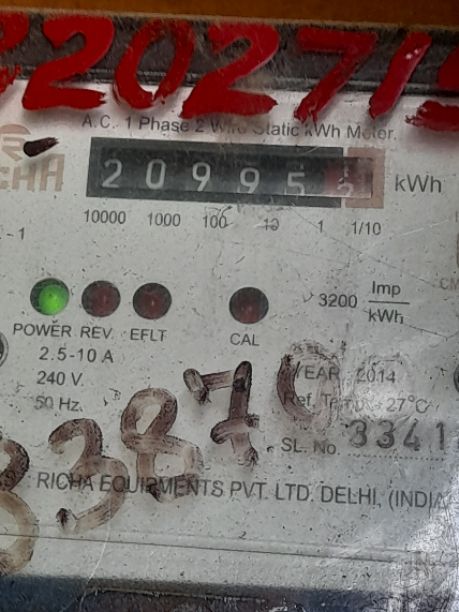 202715
A.C. 1 Phase 2 Wire Static kWh Meter.
2 0 9 9 5 kWh
10000 1000 100 10 1 1/10
3200 Imp/kWh
POWER REV. EFLT CAL
2.5-10 A
240 V.
50 Hz.
YEAR 2014
Ref. Temp. 27°C
SL. No. 3341
3387
RICHA EQUIPMENTS PVT. LTD. DELHI, (INDIA